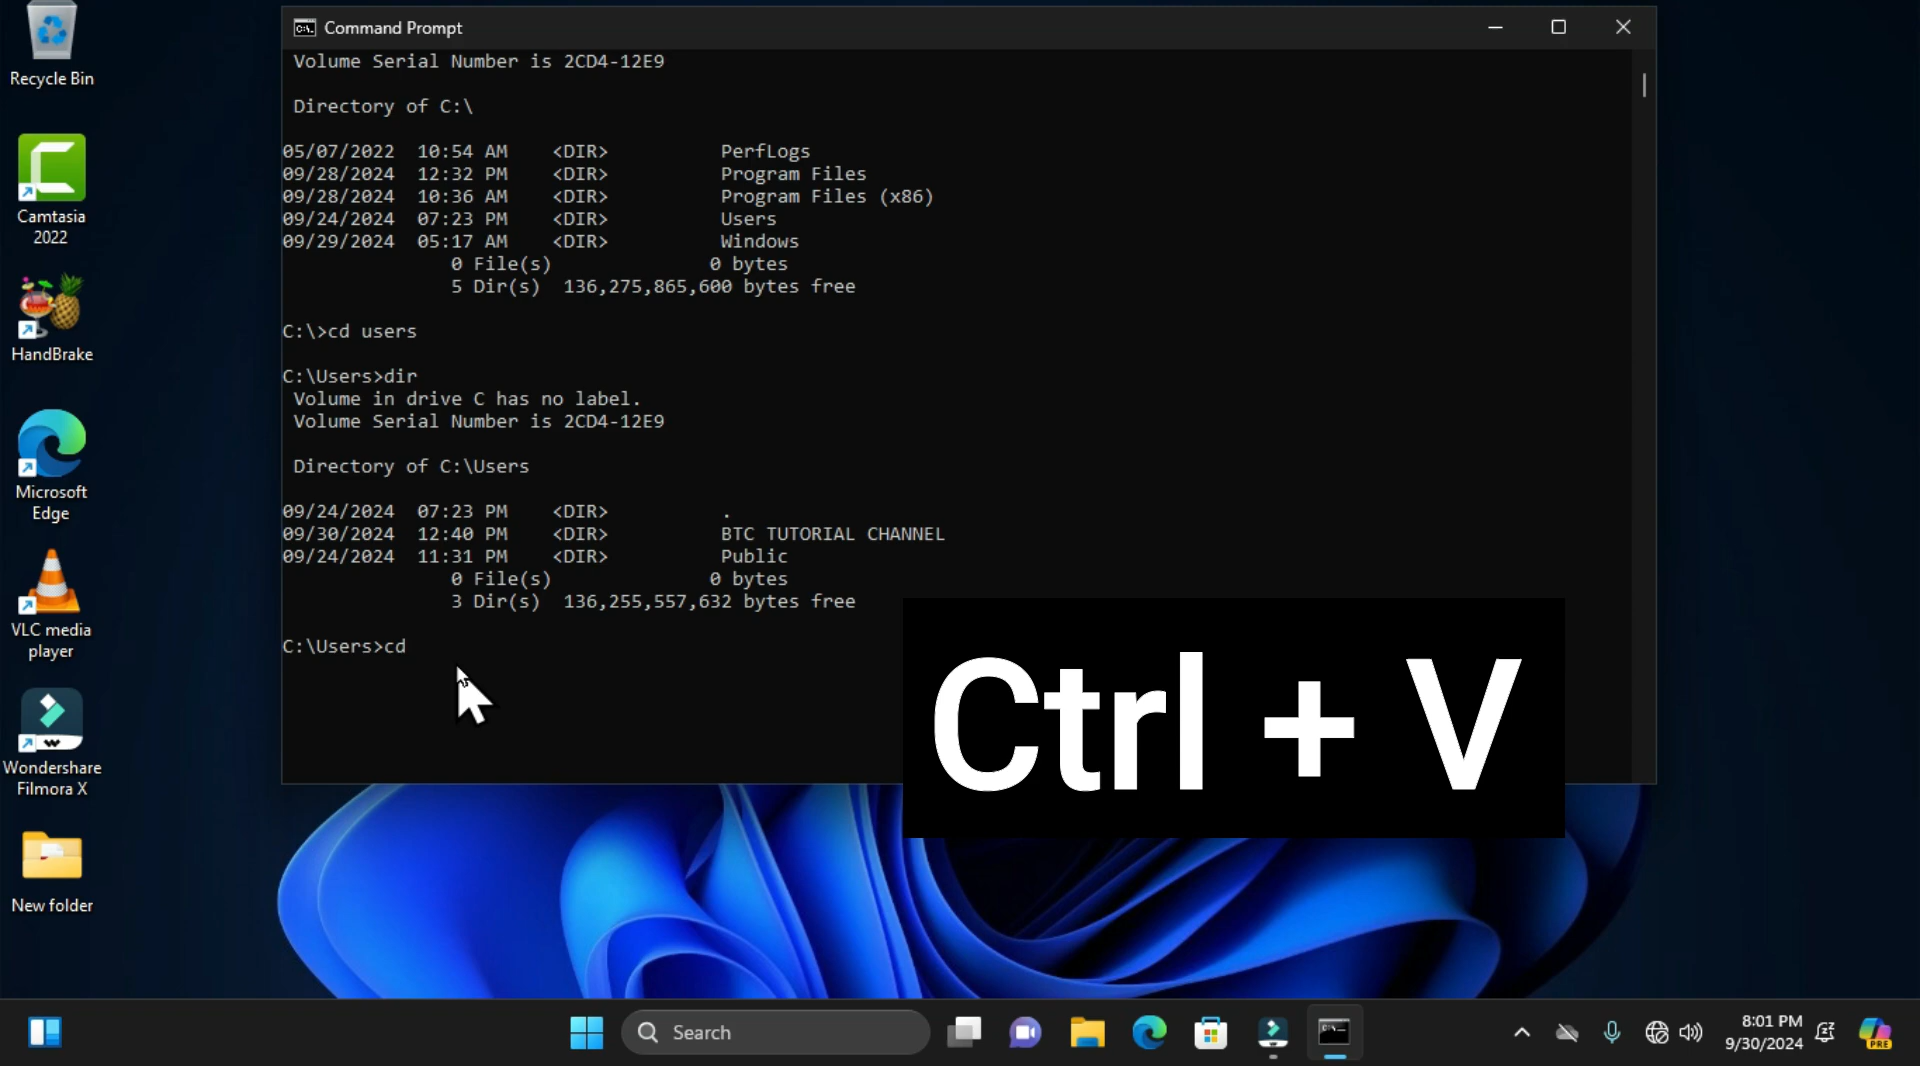 Recycle Bin
Camtasia
2022
HandBrake
Microsoft
Edge
VLC media
player
Wondershare
Filmora X
New folder
Command Prompt
Volume Serial Number is 2CD4-12E9
Directory of C:\
05/07/2022 10:54 AM <DIR> PerfLogs
09/28/2024 12:32 PM <DIR> Program Files
09/28/2024 10:36 AM <DIR> Program Files (x86)
09/24/2024 07:23 PM <DIR> Users
09/29/2024 05:17 AM <DIR> Windows
0 File(s) 0 bytes
5 Dir(s) 136,275,865,600 bytes free
C:\>cd users
C:\Users>dir
Volume in drive C has no label.
Volume Serial Number is 2CD4-12E9
Directory of C:\Users
09/24/2024 07:23 PM <DIR> .
09/30/2024 12:40 PM <DIR> BTC TUTORIAL CHANNEL
09/24/2024 11:31 PM <DIR> Public
0 File(s) 0 bytes
3 Dir(s) 136,255,557,632 bytes free
C:\Users>cd
Ctrl + V
Search
8:01 PM
9/30/2024
PRE